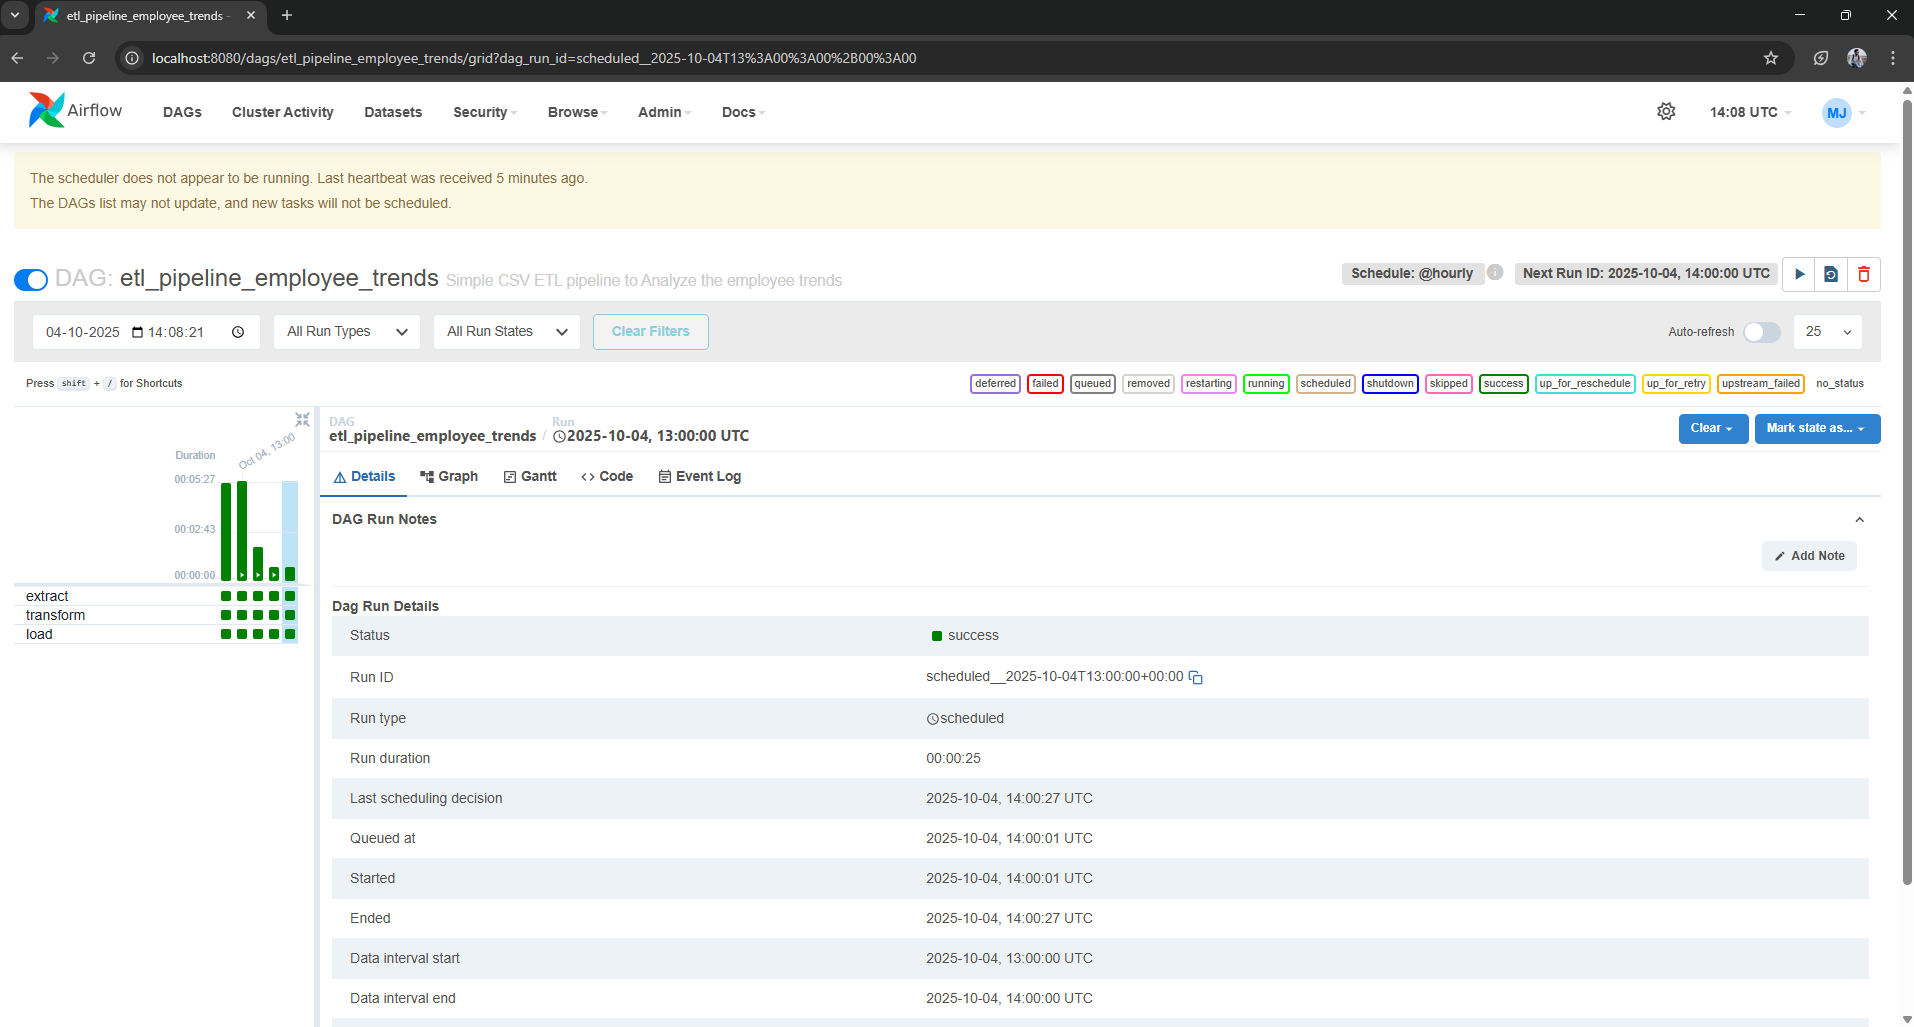 etl_pipeline_employee_trends -
localhost:8080/dags/etl_pipeline_employee_trends/grid?dag_run_id=scheduled__2025-10-04T13%3A00%3A00%2B00%3A00
Airflow DAGs Cluster Activity Datasets Security Browse Admin Docs 14:08 UTC MJ
The scheduler does not appear to be running. Last heartbeat was received 5 minutes ago.
The DAGs list may not update, and new tasks will not be scheduled.
DAG: etl_pipeline_employee_trends Simple CSV ETL pipeline to Analyze the employee trends Schedule: @hourly i Next Run ID: 2025-10-04, 14:00:00 UTC
04-10-2025 14:08:21 All Run Types All Run States Clear Filters Auto-refresh 25
Press shift + / for Shortcuts deferred failed queued removed restarting running scheduled shutdown skipped success up_for_reschedule up_for_retry upstream_failed no_status
Duration
Oct 04, 13:00
00:05:27
00:02:43
00:00:00
extract
transform
load
DAG Run
etl_pipeline_employee_trends / 2025-10-04, 13:00:00 UTC Clear Mark state as...
Details Graph Gantt <> Code Event Log
DAG Run Notes
Add Note
Dag Run Details
Status success
Run ID scheduled__2025-10-04T13:00:00+00:00
Run type scheduled
Run duration 00:00:25
Last scheduling decision 2025-10-04, 14:00:27 UTC
Queued at 2025-10-04, 14:00:01 UTC
Started 2025-10-04, 14:00:01 UTC
Ended 2025-10-04, 14:00:27 UTC
Data interval start 2025-10-04, 13:00:00 UTC
Data interval end 2025-10-04, 14:00:00 UTC